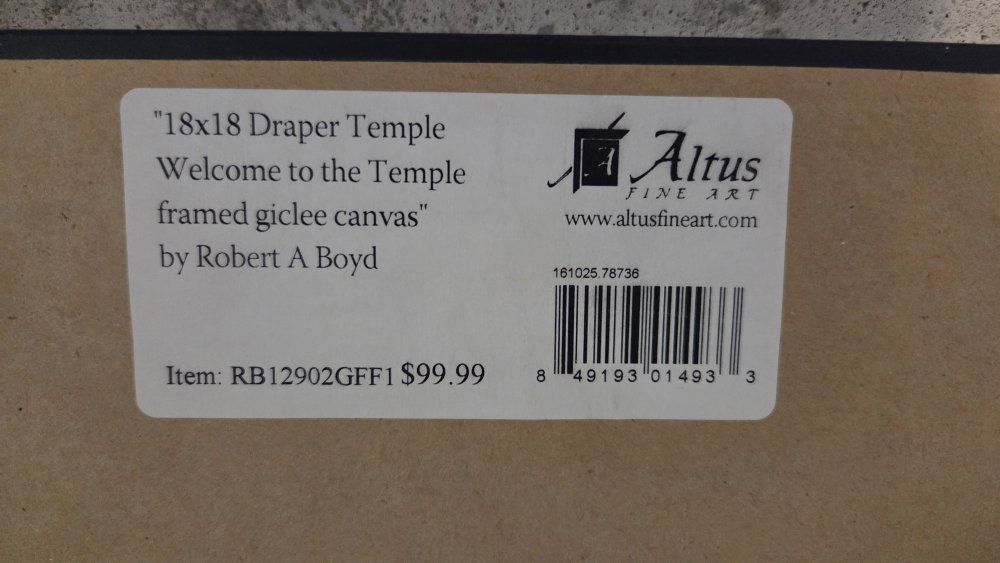 "18x18 Draper Temple
Welcome to the Temple
framed giclee canvas"
by Robert A Boyd
Item: RB12902GFF1 $99.99
A
Altus
FINE ART
www.altusfineart.com
161025.78736
8 49193 01493 3